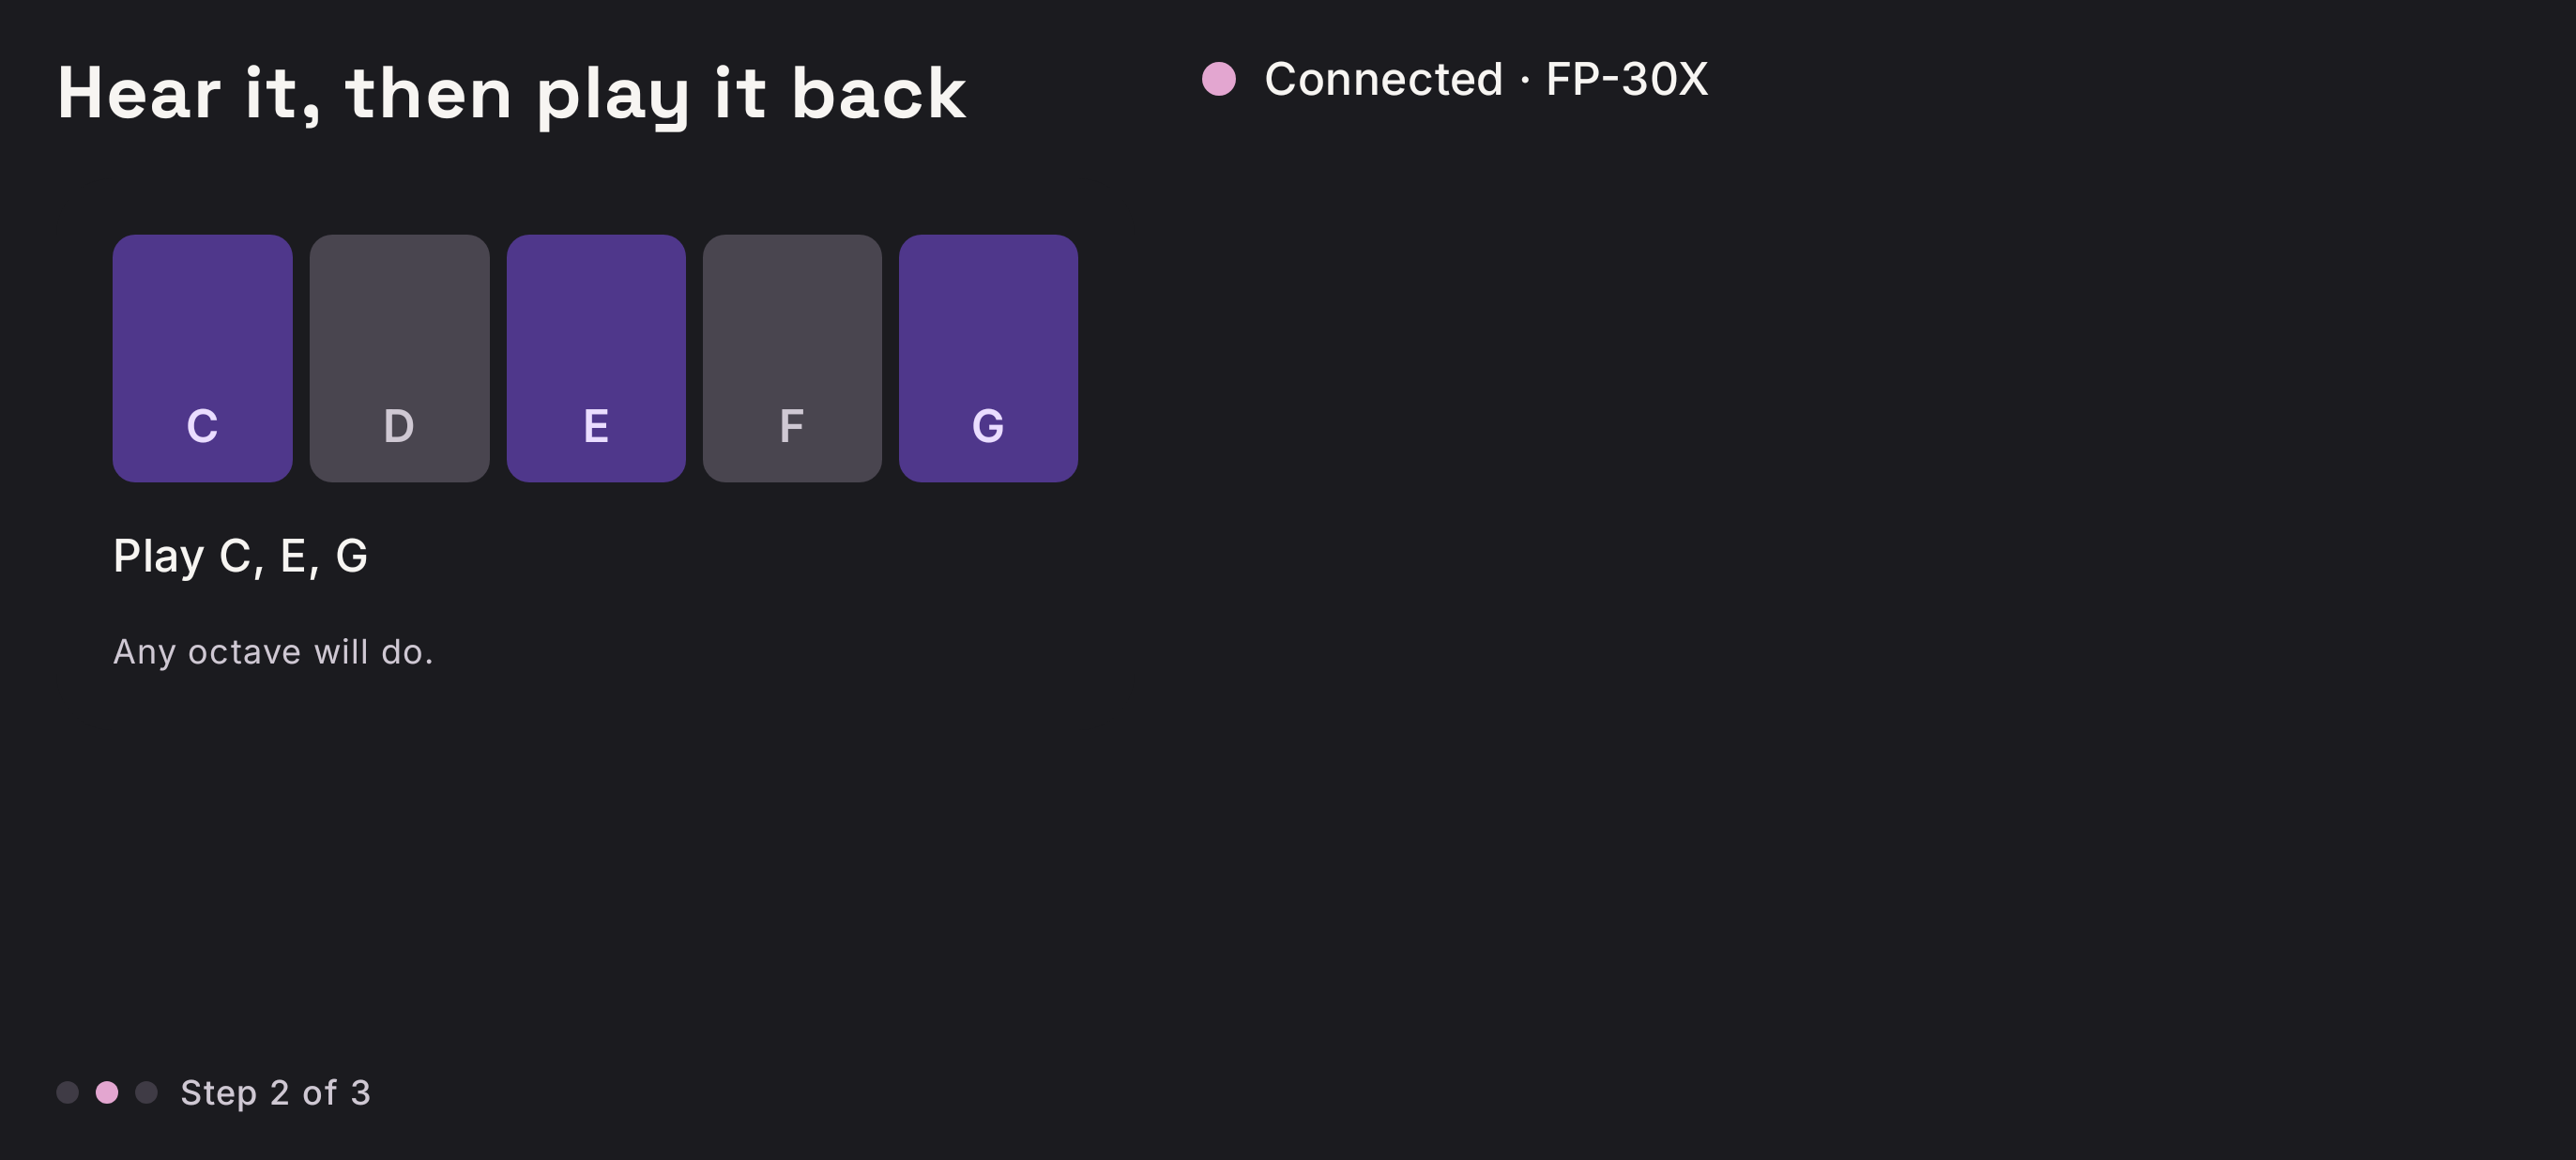 Hear it, then play it back
Connected · FP-30X
C
D
E
F
G
Play C, E, G
Any octave will do.
Step 2 of 3